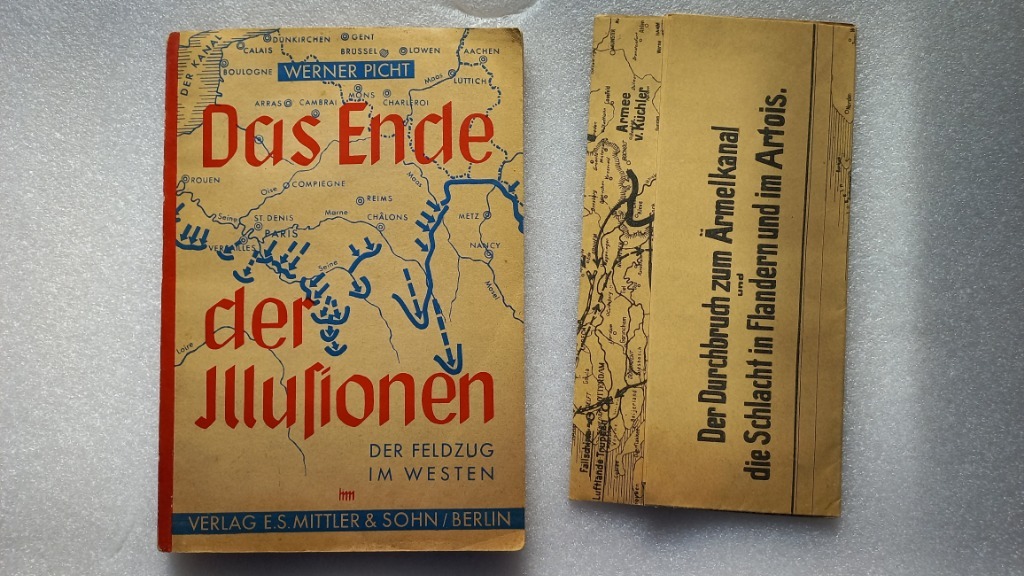 DÜNKIRCHEN
GENT
CALAIS
BRÜSSEL
LÖWEN
AACHEN
DER KANAL
BOULOGNE
WERNER PICHT
Maas
LÜTTICH
MONS
ARRAS
CAMBRAI
CHARLEROI
Das Ende
ROUEN
Oise
COMPIEGNE
Maas
REIMS
Seine
ST. DENIS
Marne
CHÂLONS
METZ
PARIS
VERSAILLES
NANCY
Seine
Mosel
der
Loire
Jlluſionen
DER FELDZUG
IM WESTEN
VERLAG E.S. MITTLER & SOHN / BERLIN
Armee
v. Küchler
Der Durchbruch zum Ärmelkanal
und
die Schlacht in Flandern und im Artois.
Luftlande Truppen